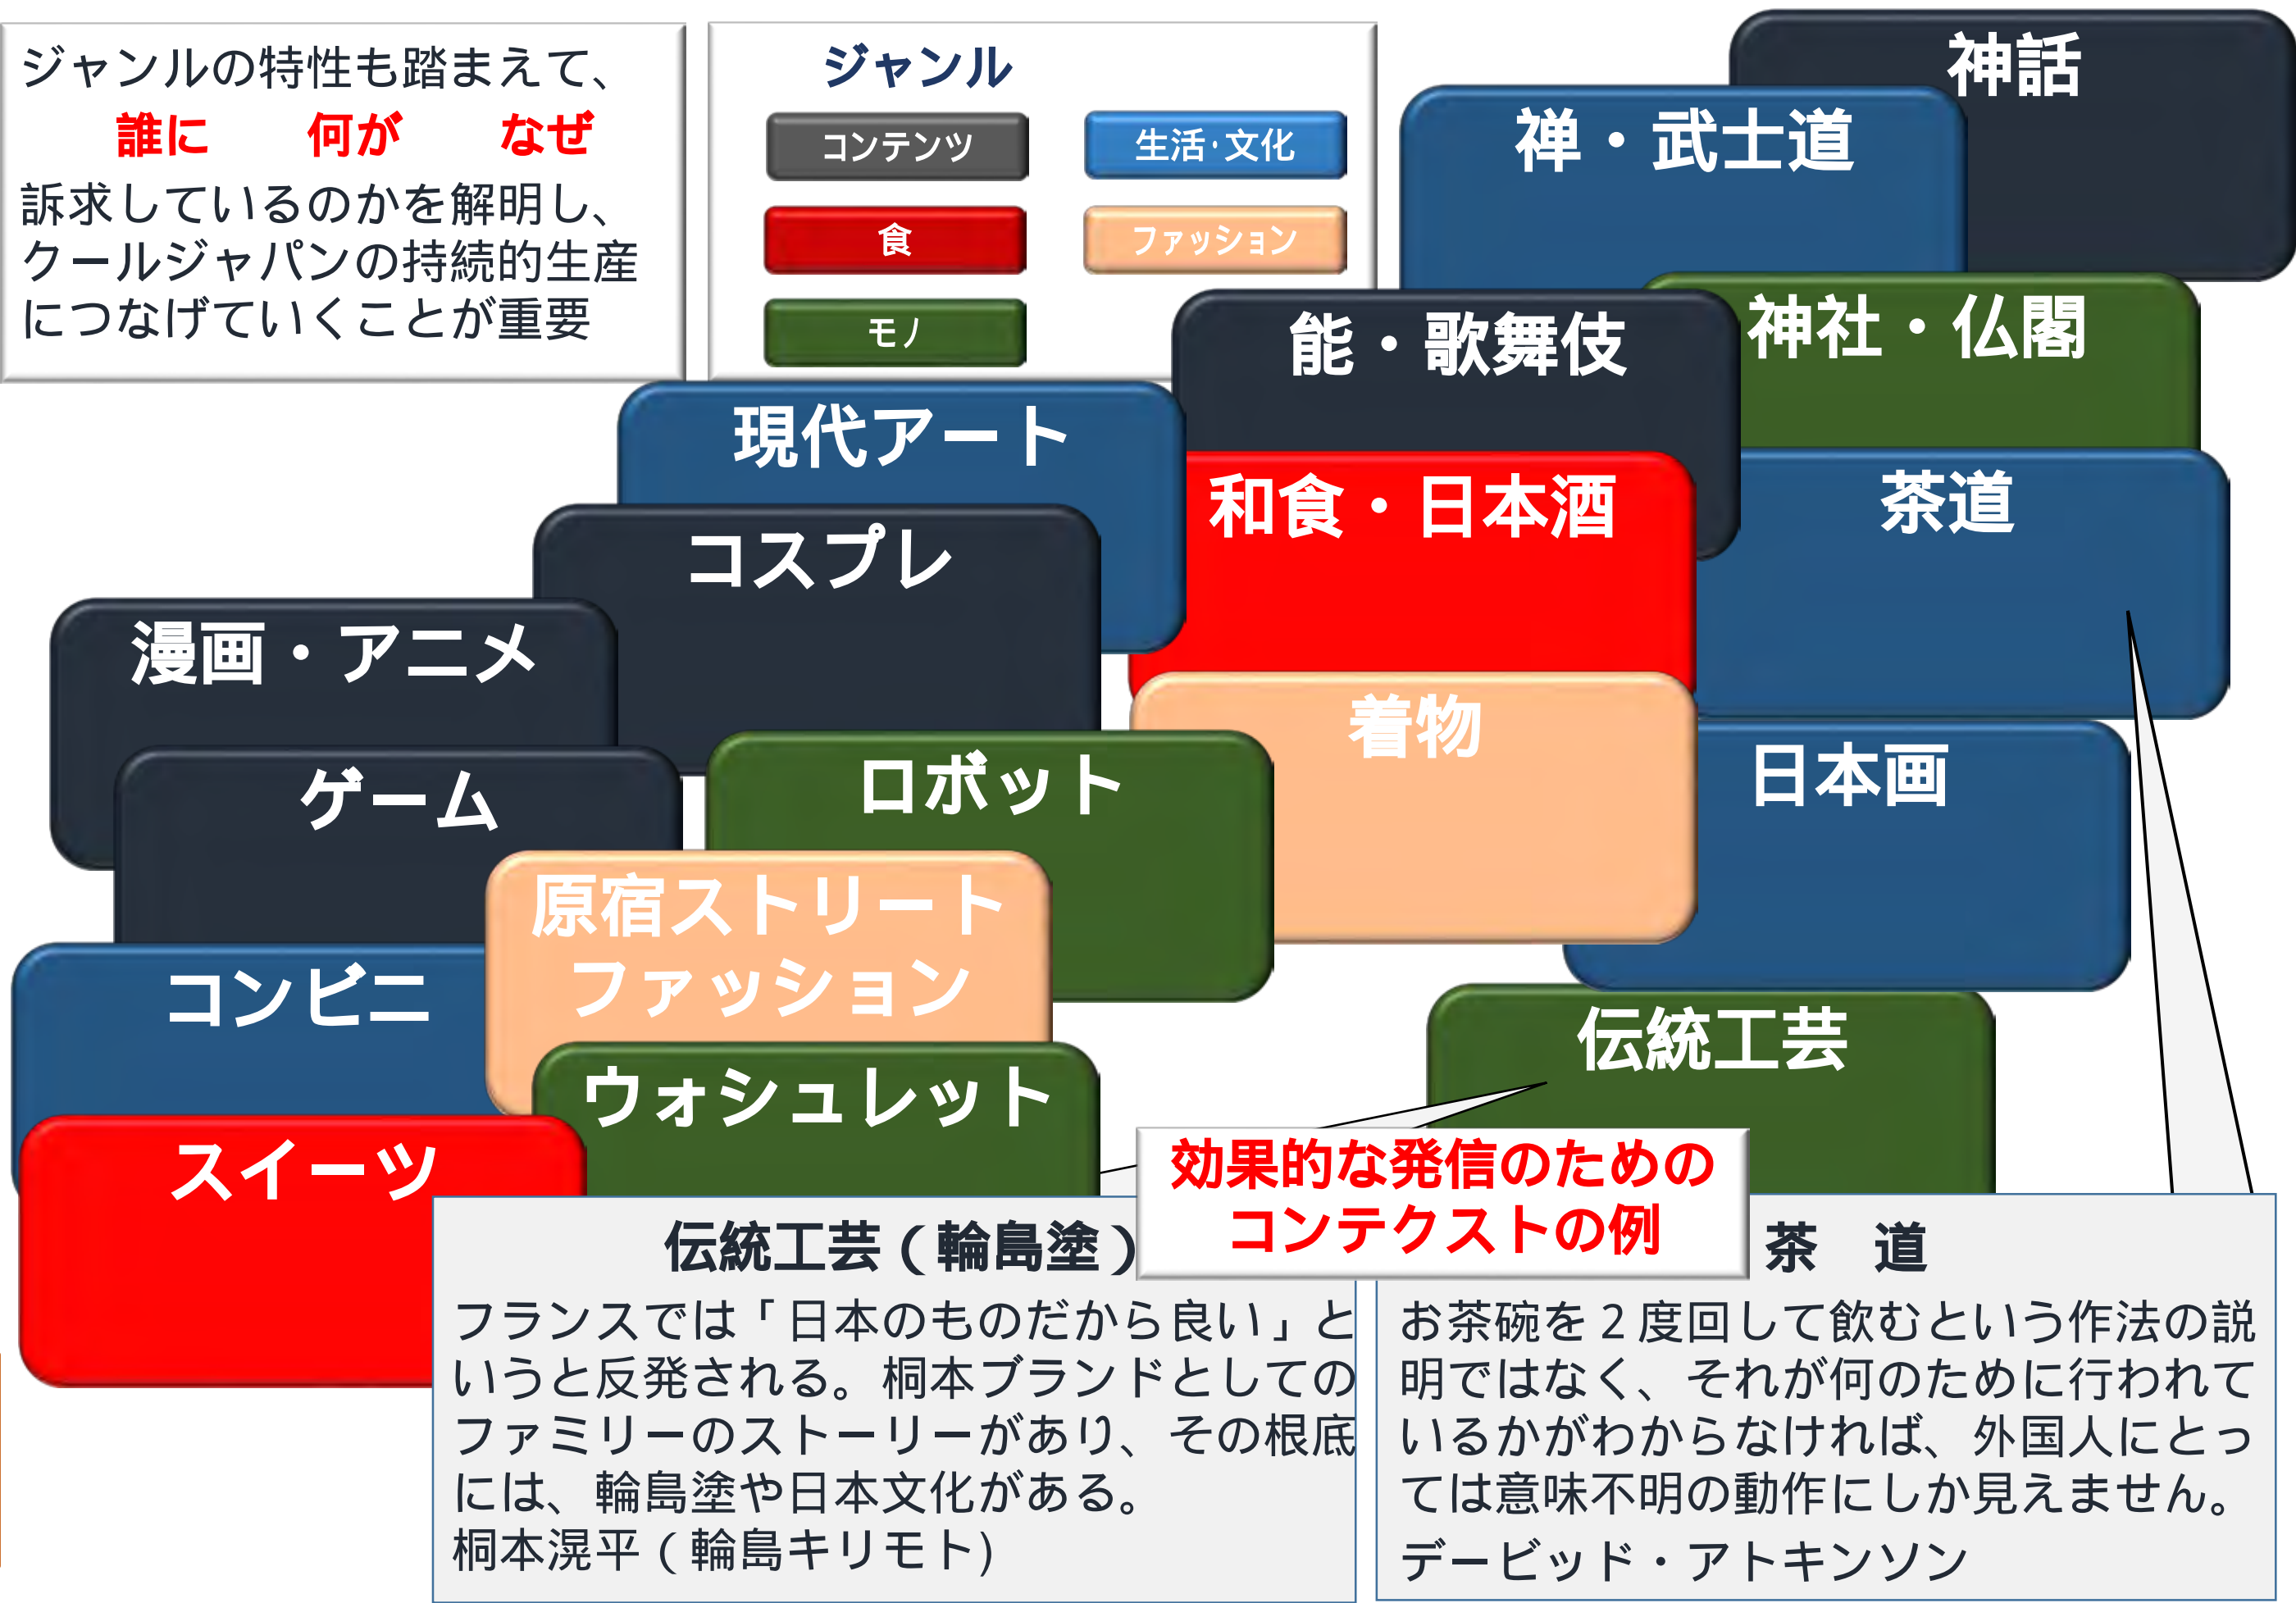 ジャンルの特性も踏まえて、
誰に　何が　なぜ
訴求しているのかを解明し、
クールジャパンの持続的生産
につなげていくことが重要
ジャンル
コンテンツ
生活・文化
食
ファッション
モノ
神話
禅・武士道
神社・仏閣
能・歌舞伎
現代アート
和食・日本酒
茶道
コスプレ
漫画・アニメ
着物
ロボット
日本画
ゲーム
原宿ストリート
ファッション
コンビニ
伝統工芸
ウォシュレット
スイーツ
効果的な発信のための
コンテクストの例
伝統工芸（輪島塗）
フランスでは「日本のものだから良い」と
いうと反発される。桐本ブランドとしての
ファミリーのストーリーがあり、その根底
には、輪島塗や日本文化がある。
桐本滉平（輪島キリモト)
茶　道
お茶碗を２度回して飲むという作法の説
明ではなく、それが何のために行われて
いるかがわからなければ、外国人にとっ
ては意味不明の動作にしか見えません。
デービッド・アトキンソン